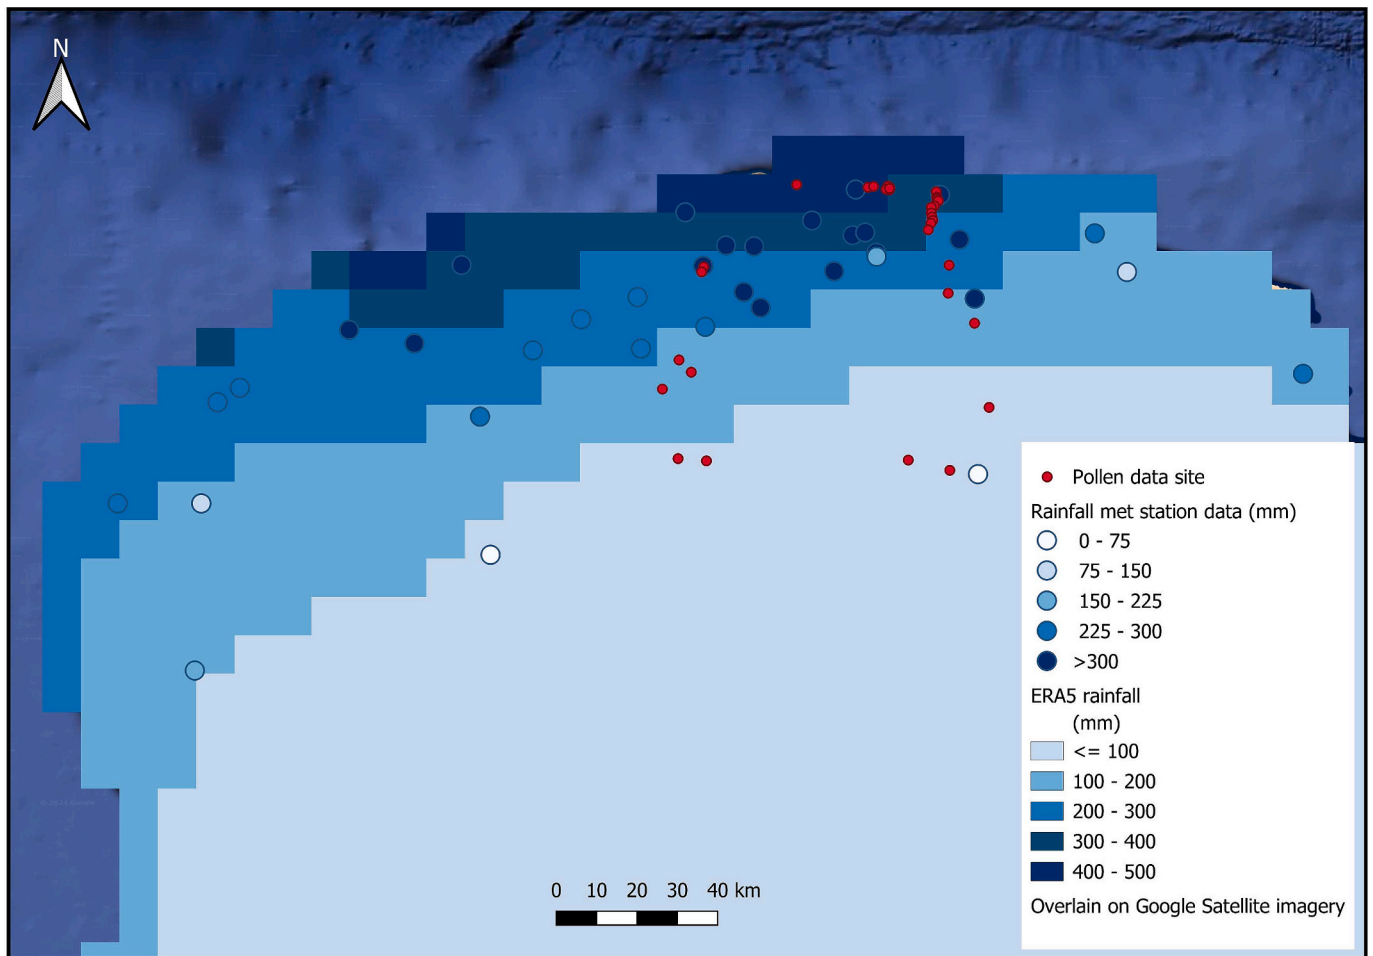 N
Pollen data site
Rainfall met station data (mm)
0 - 75
75 - 150
150 - 225
225 - 300
>300
ERA5 rainfall
(mm)
<= 100
100 - 200
200 - 300
300 - 400
400 - 500
Overlain on Google Satellite imagery
0 10 20 30 40 km